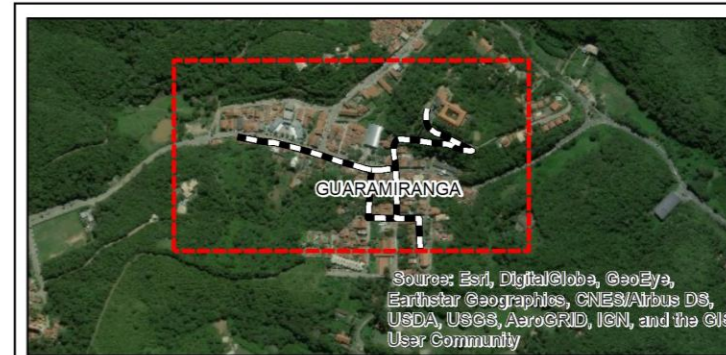 GUARAMIRANGA
Source: Esri, DigitalGlobe, GeoEye,
Earthstar Geographics, CNES/Airbus DS,
USDA, USGS, AeroGRID, IGN, and the GIS
User Community